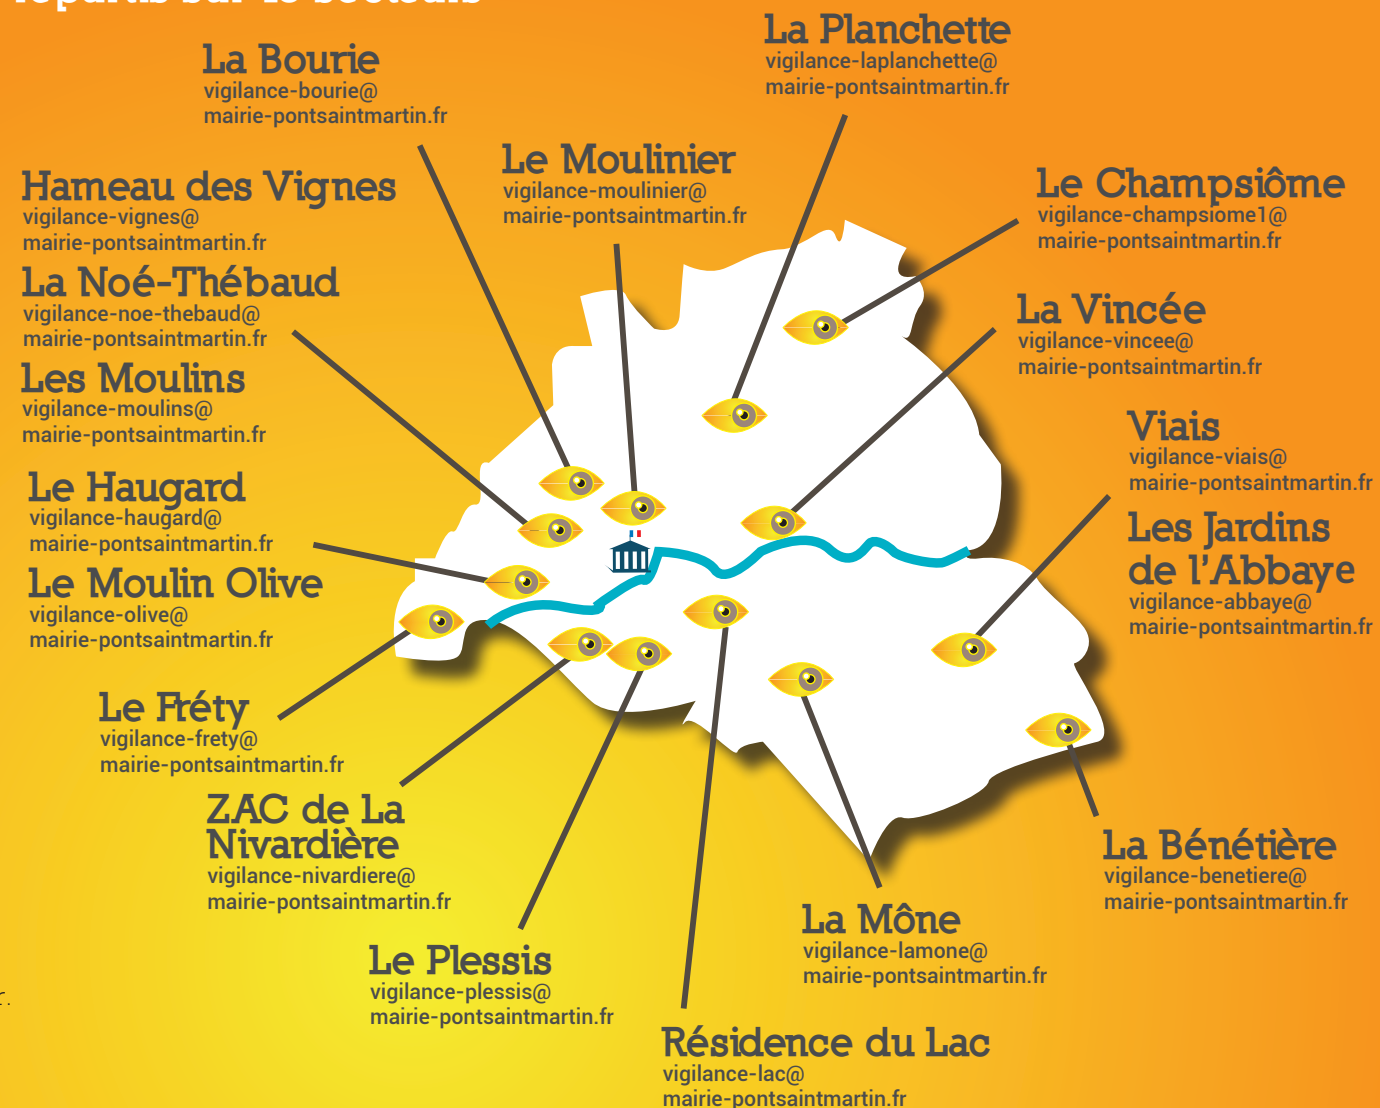 répartis sur 18 secteurs
La Planchette
vigilance-laplanchette@
mairie-pontsaintmartin.fr
La Bourie
vigilance-bourie@
mairie-pontsaintmartin.fr
Le Moulinier
vigilance-moulinier@
mairie-pontsaintmartin.fr
Hameau des Vignes
vigilance-vignes@
mairie-pontsaintmartin.fr
Le Champsiôme
vigilance-champsiome1@
mairie-pontsaintmartin.fr
La Noé-Thébaud
vigilance-noe-thebaud@
mairie-pontsaintmartin.fr
La Vincée
vigilance-vincee@
mairie-pontsaintmartin.fr
Les Moulins
vigilance-moulins@
mairie-pontsaintmartin.fr
Viais
vigilance-viais@
mairie-pontsaintmartin.fr
Le Haugard
vigilance-haugard@
mairie-pontsaintmartin.fr
Les Jardins
de l'Abbaye
vigilance-abbaye@
mairie-pontsaintmartin.fr
Le Moulin Olive
vigilance-olive@
mairie-pontsaintmartin.fr
Le Fréty
vigilance-frety@
mairie-pontsaintmartin.fr
ZAC de La
Nivardière
vigilance-nivardiere@
mairie-pontsaintmartin.fr
La Bénétière
vigilance-benetiere@
mairie-pontsaintmartin.fr
La Mône
vigilance-lamone@
mairie-pontsaintmartin.fr
Le Plessis
vigilance-plessis@
mairie-pontsaintmartin.fr
Résidence du Lac
vigilance-lac@
mairie-pontsaintmartin.fr